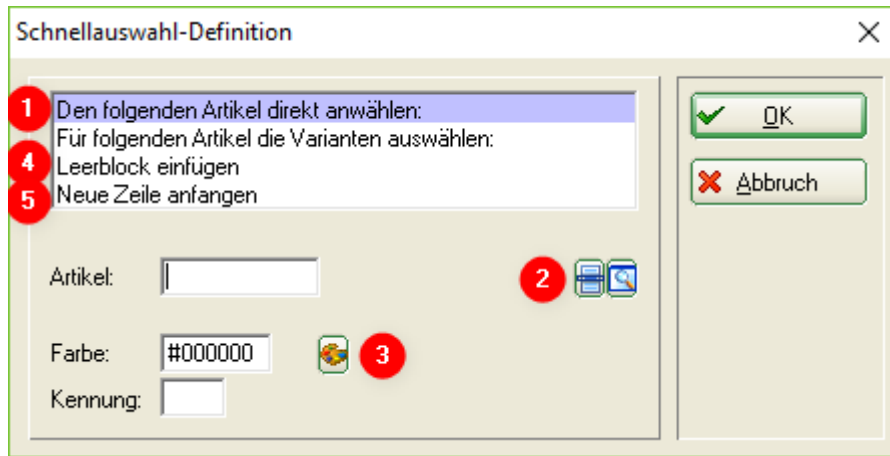 Schnellauswahl-Definition
1 Den folgenden Artikel direkt anwählen:
Für folgenden Artikel die Varianten auswählen:
4 Leerblock einfügen
5 Neue Zeile anfangen
OK
Abbruch
Artikel:
2
Farbe: #000000
3
Kennung: